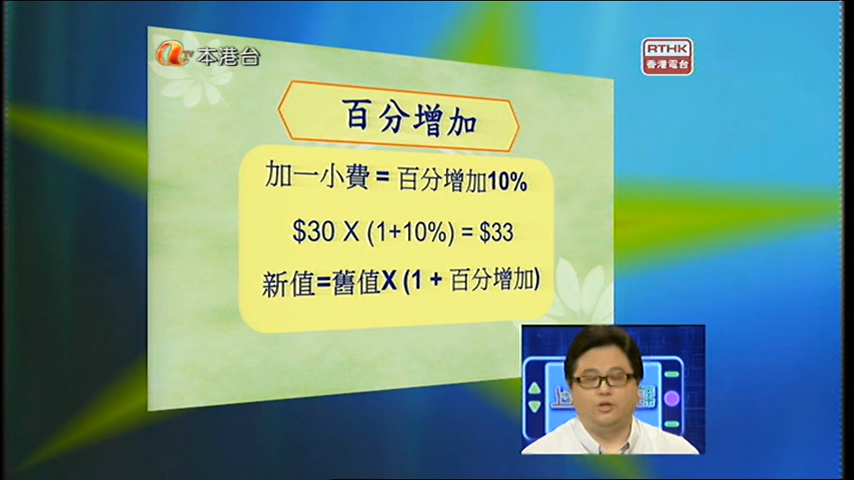 aTV 本港台
RTHK
香港電台
百分增加
加一小費 = 百分增加10%
$30 X (1+10%) = $33
新值=舊值X (1 + 百分增加)